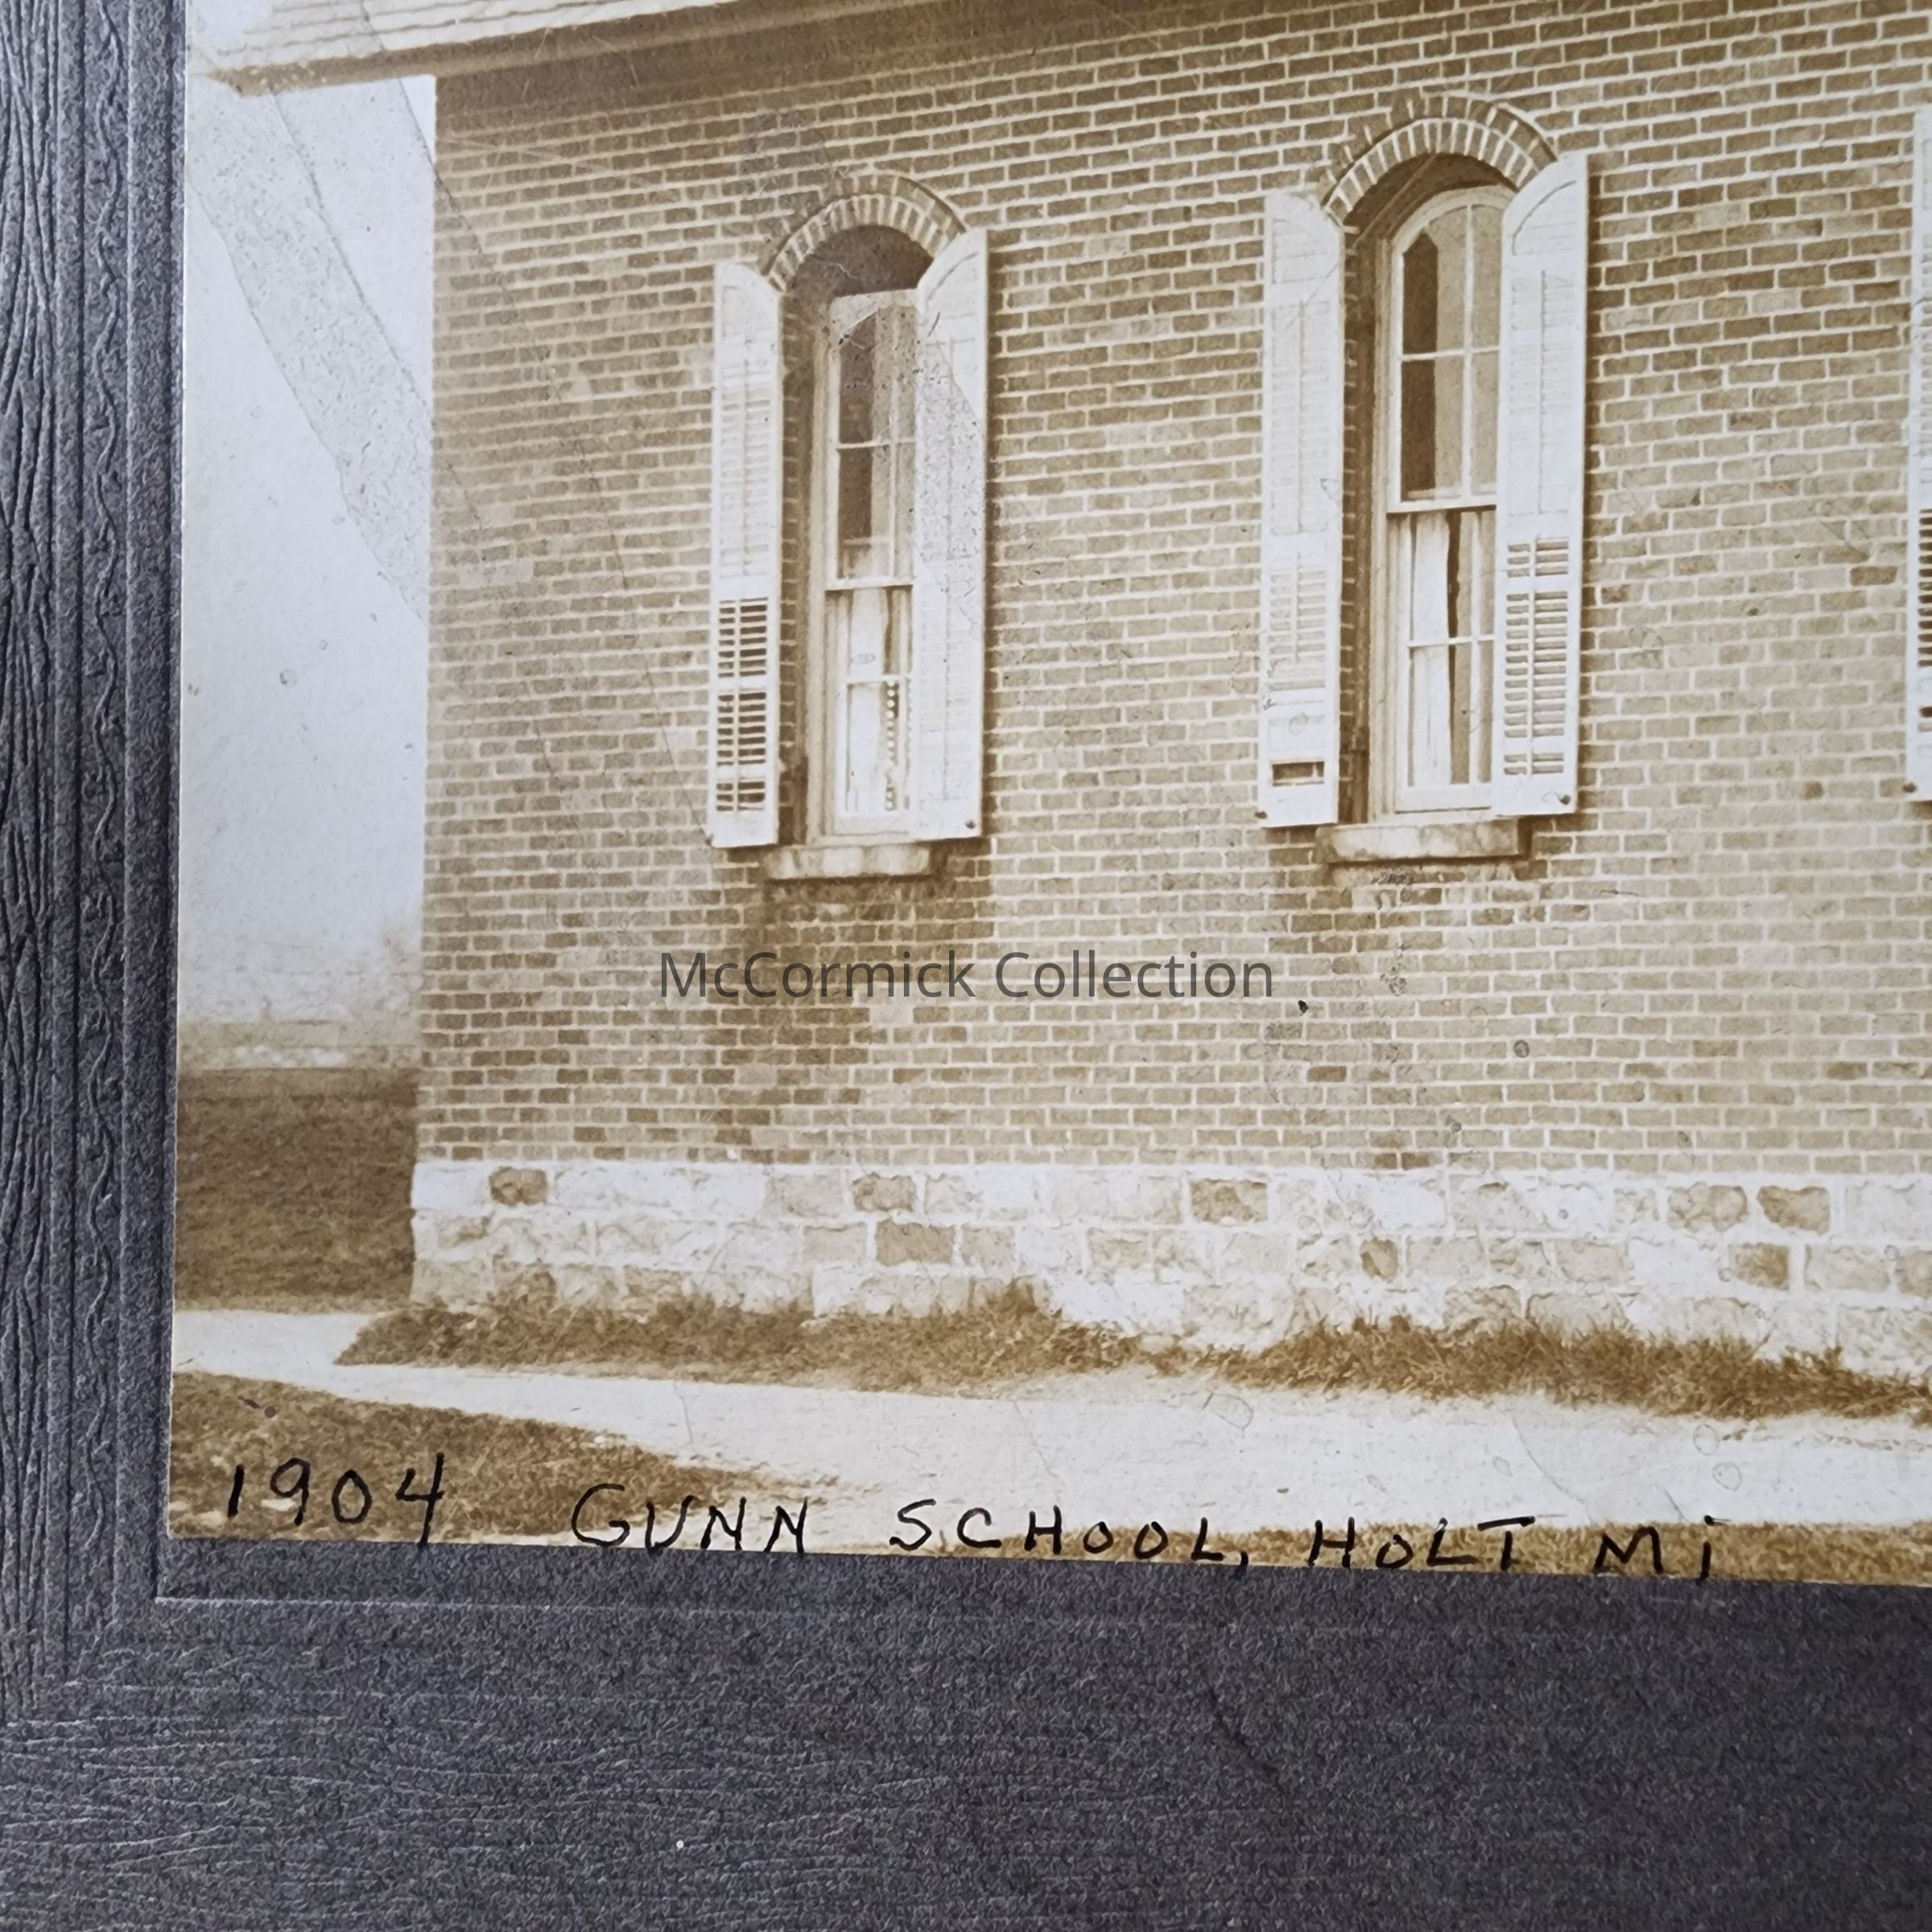 McCormick Collection
1904 GUNN SCHOOL, HOLT Mi